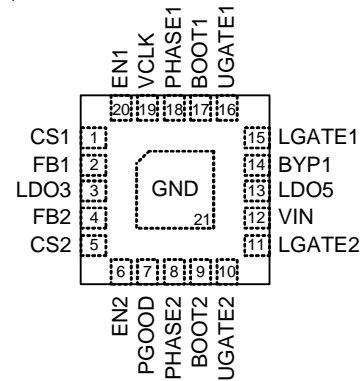 EN1
VCLK
PHASE1
BOOT1
UGATE1
20 19 18 17 16
CS1 1 15 LGATE1
FB1 2 14 BYP1
LDO3 3 GND 13 LDO5
FB2 4 12 VIN
21
CS2 5 11 LGATE2
6 7 8 9 10
EN2
PGOOD
PHASE2
BOOT2
UGATE2